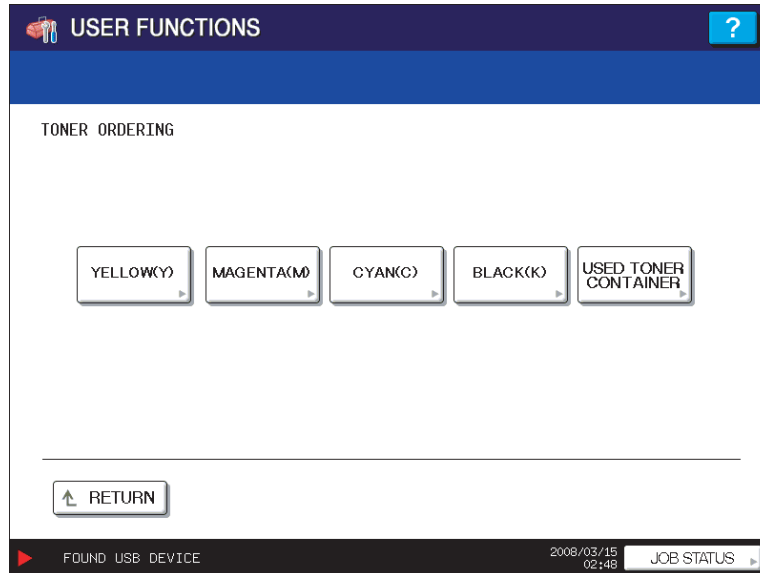 USER FUNCTIONS
?
TONER ORDERING
YELLOW(Y)
MAGENTA(M)
CYAN(C)
BLACK(K)
USED TONER
CONTAINER
RETURN
FOUND USB DEVICE
2008/03/15
02:48
JOB STATUS